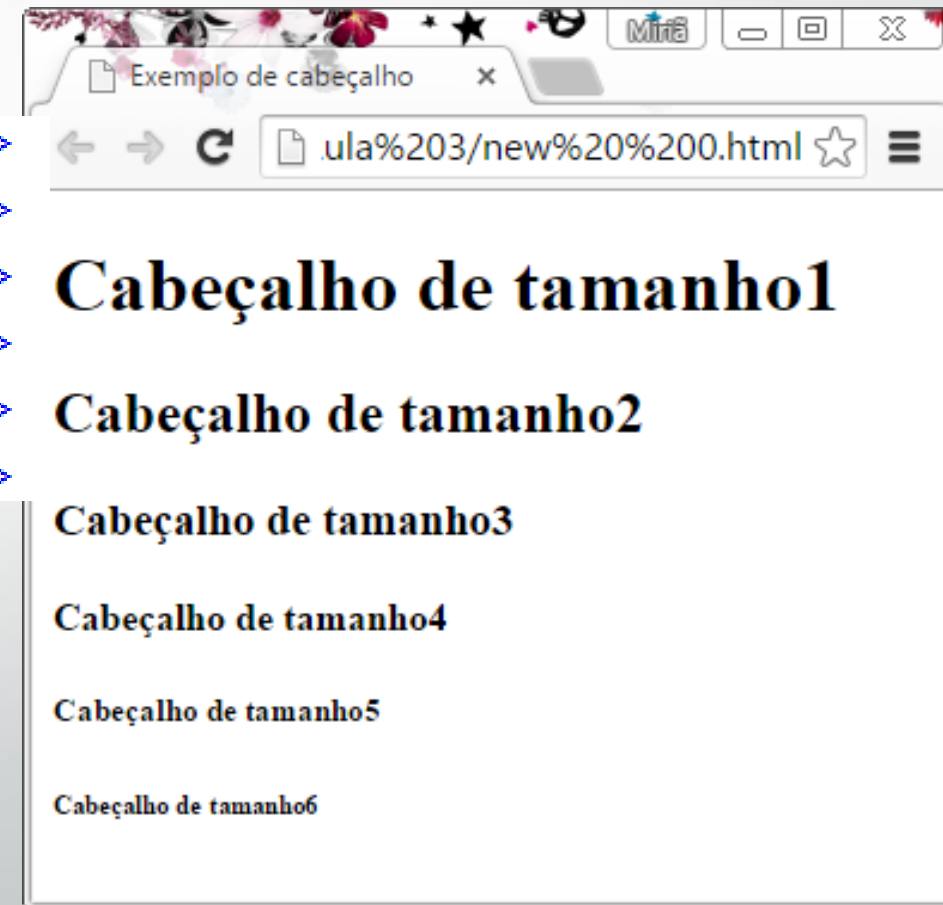 Miriã
Exemplo de cabeçalho
.ula%203/new%20%200.html
>
>
>
>
>
>
Cabeçalho de tamanho1
Cabeçalho de tamanho2
Cabeçalho de tamanho3
Cabeçalho de tamanho4
Cabeçalho de tamanho5
Cabeçalho de tamanho6